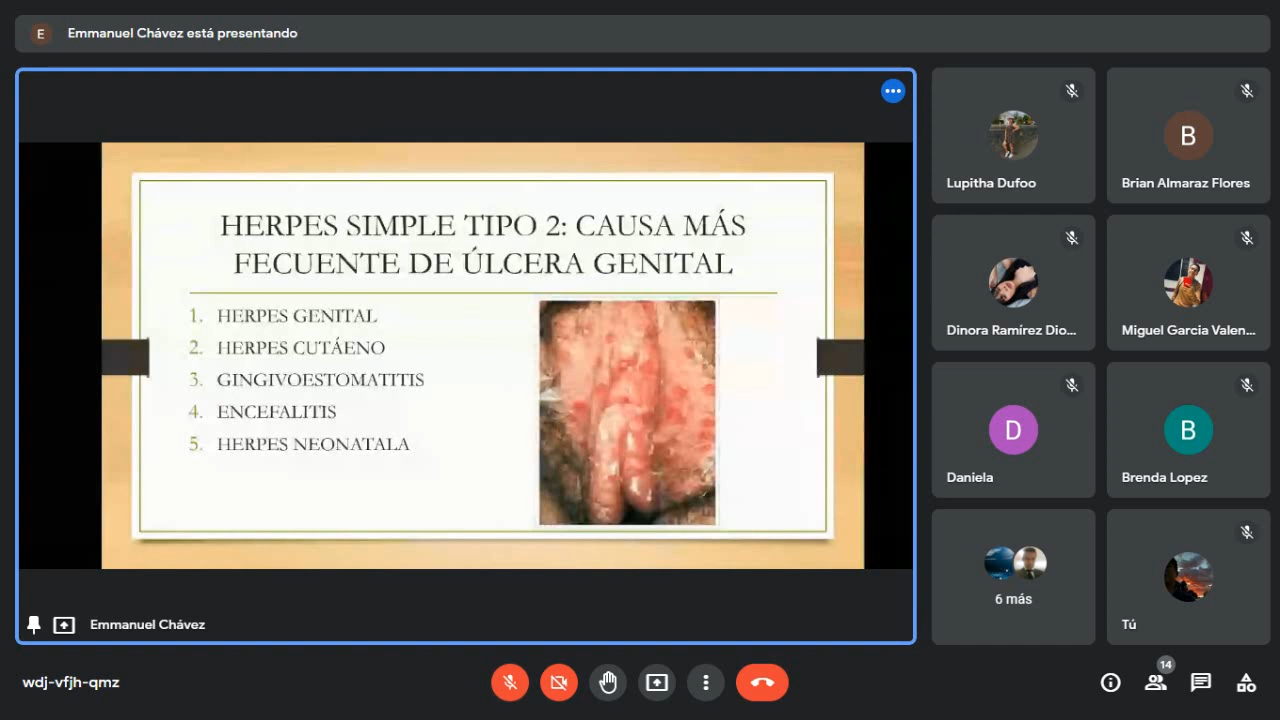 E
Emmanuel Chávez está presentando
HERPES SIMPLE TIPO 2: CAUSA MÁS
FECUENTE DE ÚLCERA GENITAL
1. HERPES GENITAL
2. HERPES CUTÁENO
3. GINGIVOESTOMATITIS
4. ENCEFALITIS
5. HERPES NEONATALA
Emmanuel Chávez
Lupitha Dufoo
B
Brian Almaraz Flores
Dinora Ramírez Dio...
Miguel Garcia Valen...
D
Daniela
B
Brenda Lopez
6 más
Tú
wdj-vfjh-qmz
14